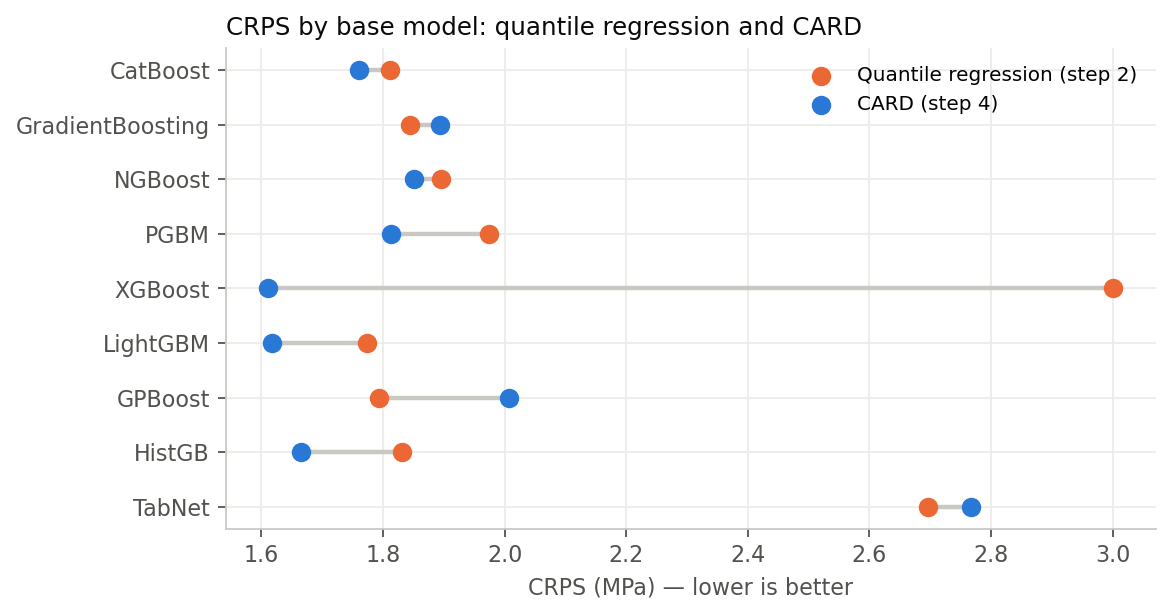 CRPS by base model: quantile regression and CARD
Quantile regression (step 2)
CARD (step 4)
CatBoost
GradientBoosting
NGBoost
PGBM
XGBoost
LightGBM
GPBoost
HistGB
TabNet
1.6 1.8 2.0 2.2 2.4 2.6 2.8 3.0
CRPS (MPa) — lower is better